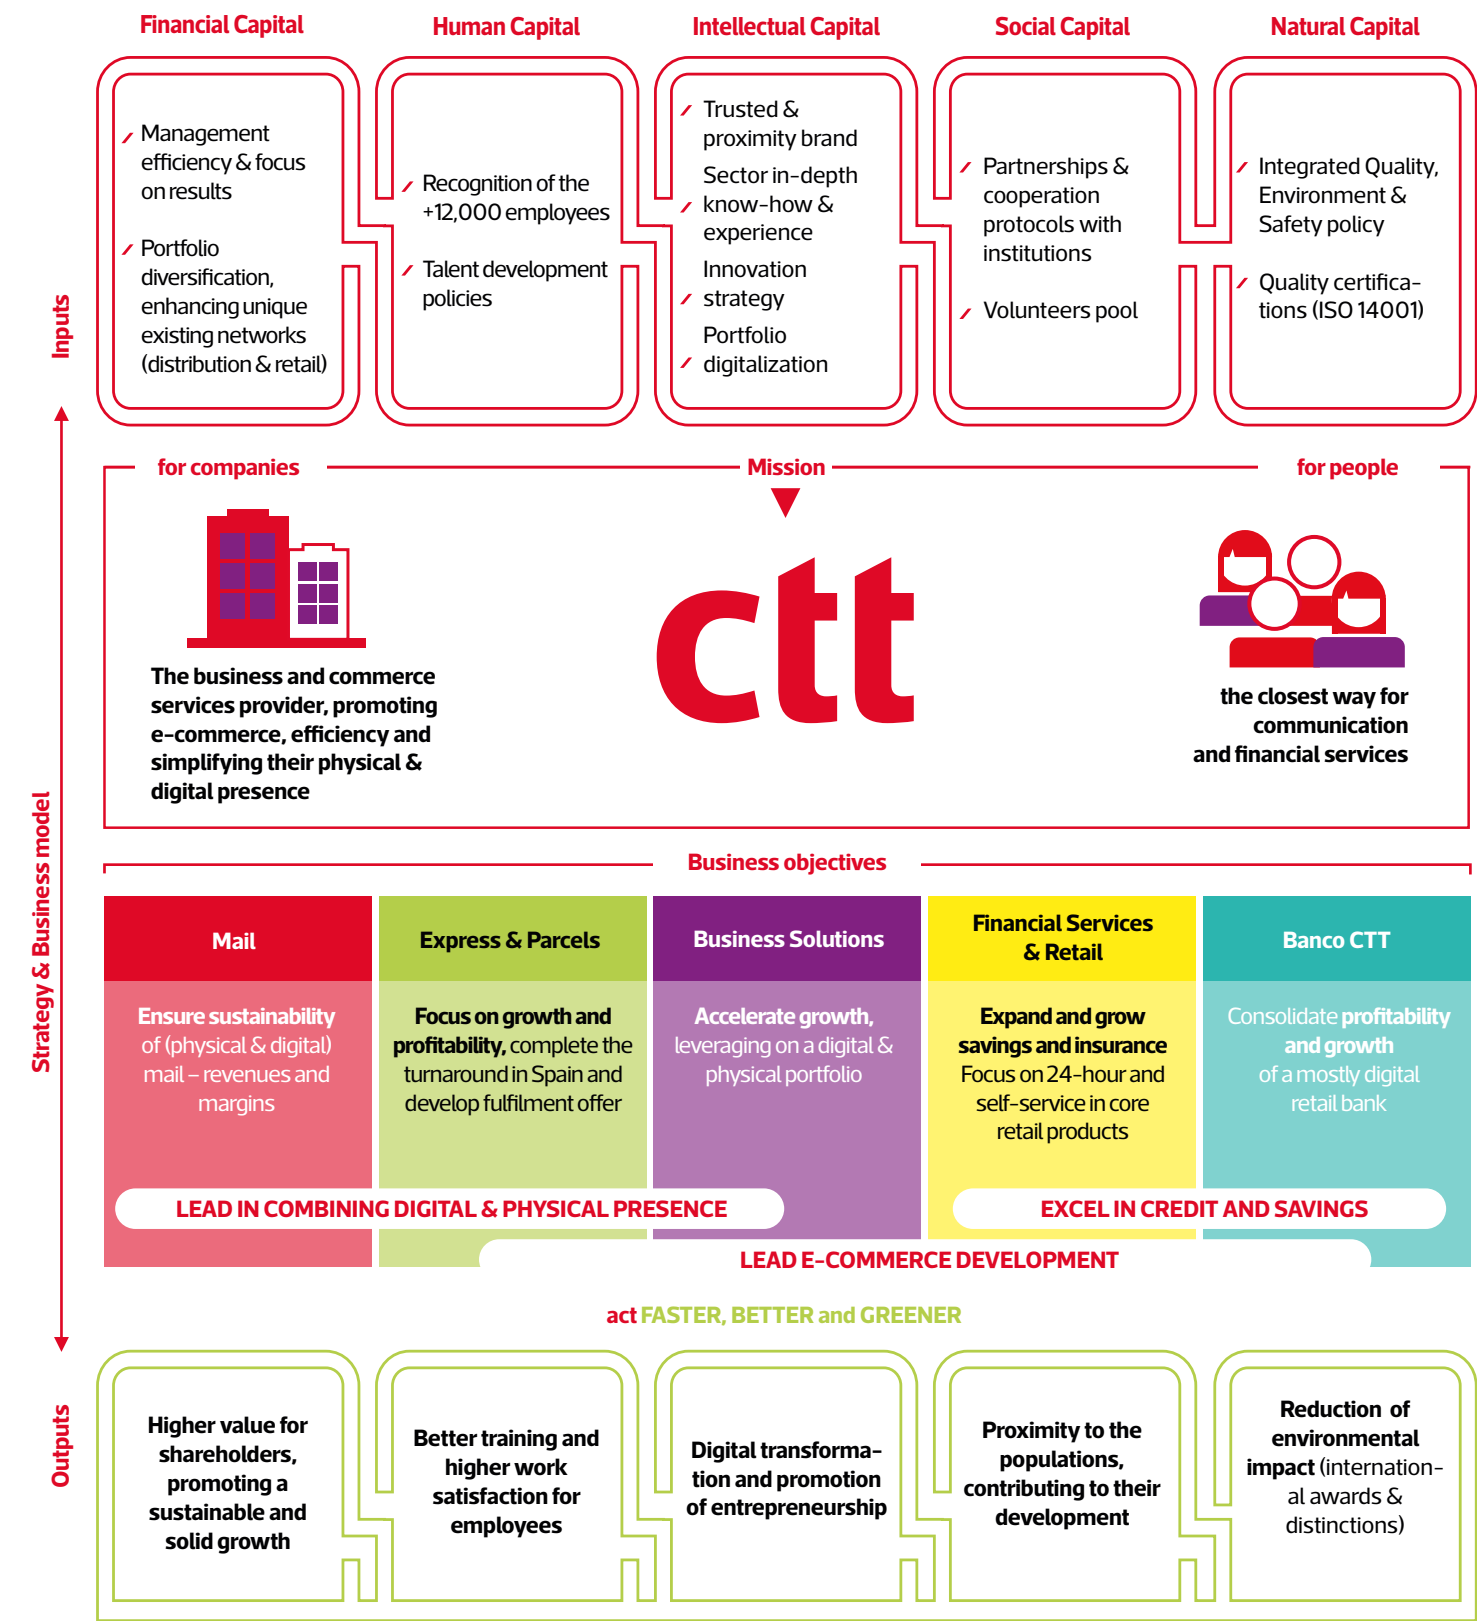 Financial Capital
Human Capital
Intellectual Capital
Social Capital
Natural Capital
Inputs
Management
efficiency & focus
on results
Portfolio
diversification,
enhancing unique
existing networks
(distribution & retail)
Recognition of the
+12,000 employees
Talent development
policies
Trusted &
proximity brand
Sector in-depth
know-how &
experience
Innovation
strategy
Portfolio
digitalization
Partnerships &
cooperation
protocols with
institutions
Volunteers pool
Integrated Quality,
Environment &
Safety policy
Quality certifica-
tions (ISO 14001)
Strategy & Business model
for companies
Mission
for people
The business and commerce
services provider, promoting
e-commerce, efficiency and
simplifying their physical &
digital presence
ctt
the closest way for
communication
and financial services
Business objectives
Mail
Ensure sustainability
of (physical & digital)
mail – revenues and
margins
Express & Parcels
Focus on growth and
profitability, complete the
turnaround in Spain and
develop fulfilment offer
Business Solutions
Accelerate growth,
leveraging on a digital &
physical portfolio
Financial Services
& Retail
Expand and grow
savings and insurance
Focus on 24-hour and
self-service in core
retail products
Banco CTT
Consolidate profitability
and growth
of a mostly digital
retail bank
LEAD IN COMBINING DIGITAL & PHYSICAL PRESENCE
EXCEL IN CREDIT AND SAVINGS
LEAD E-COMMERCE DEVELOPMENT
act FASTER, BETTER and GREENER
Outputs
Higher value for
shareholders,
promoting a
sustainable and
solid growth
Better training and
higher work
satisfaction for
employees
Digital transforma-
tion and promotion
of entrepreneurship
Proximity to the
populations,
contributing to their
development
Reduction of
environmental
impact (internation-
al awards &
distinctions)